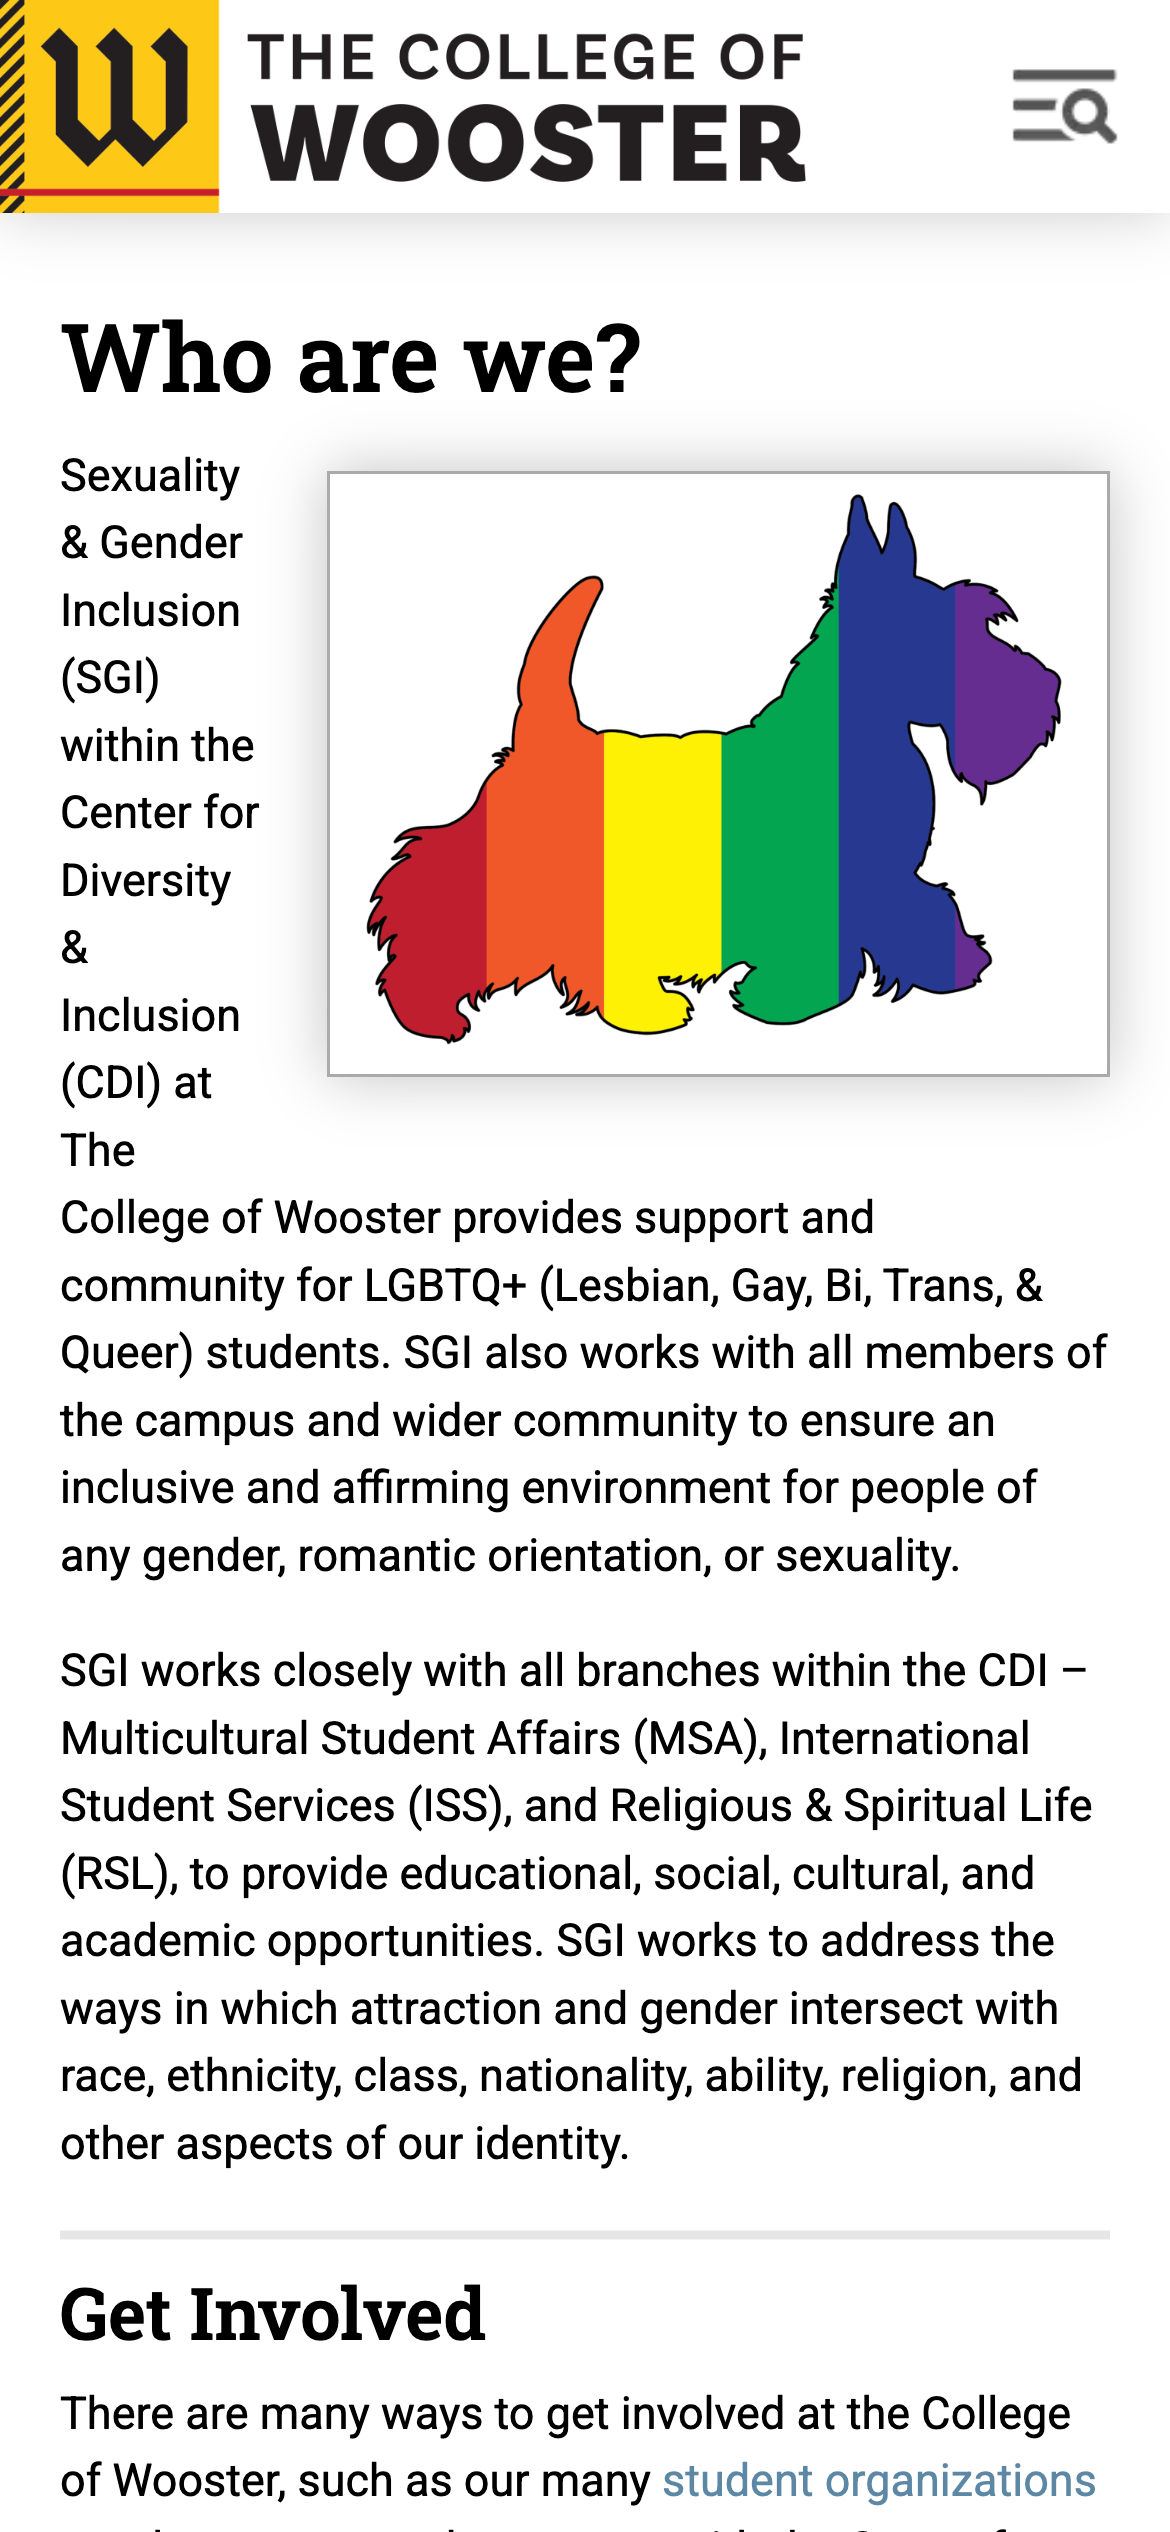 W
THE COLLEGE OF
WOOSTER
Who are we?
Sexuality
& Gender
Inclusion
(SGI)
within the
Center for
Diversity
&
Inclusion
(CDI) at
The
College of Wooster provides support and
community for LGBTQ+ (Lesbian, Gay, Bi, Trans, &
Queer) students. SGI also works with all members of
the campus and wider community to ensure an
inclusive and affirming environment for people of
any gender, romantic orientation, or sexuality.
SGI works closely with all branches within the CDI –
Multicultural Student Affairs (MSA), International
Student Services (ISS), and Religious & Spiritual Life
(RSL), to provide educational, social, cultural, and
academic opportunities. SGI works to address the
ways in which attraction and gender intersect with
race, ethnicity, class, nationality, ability, religion, and
other aspects of our identity.
Get Involved
There are many ways to get involved at the College
of Wooster, such as our many student organizations